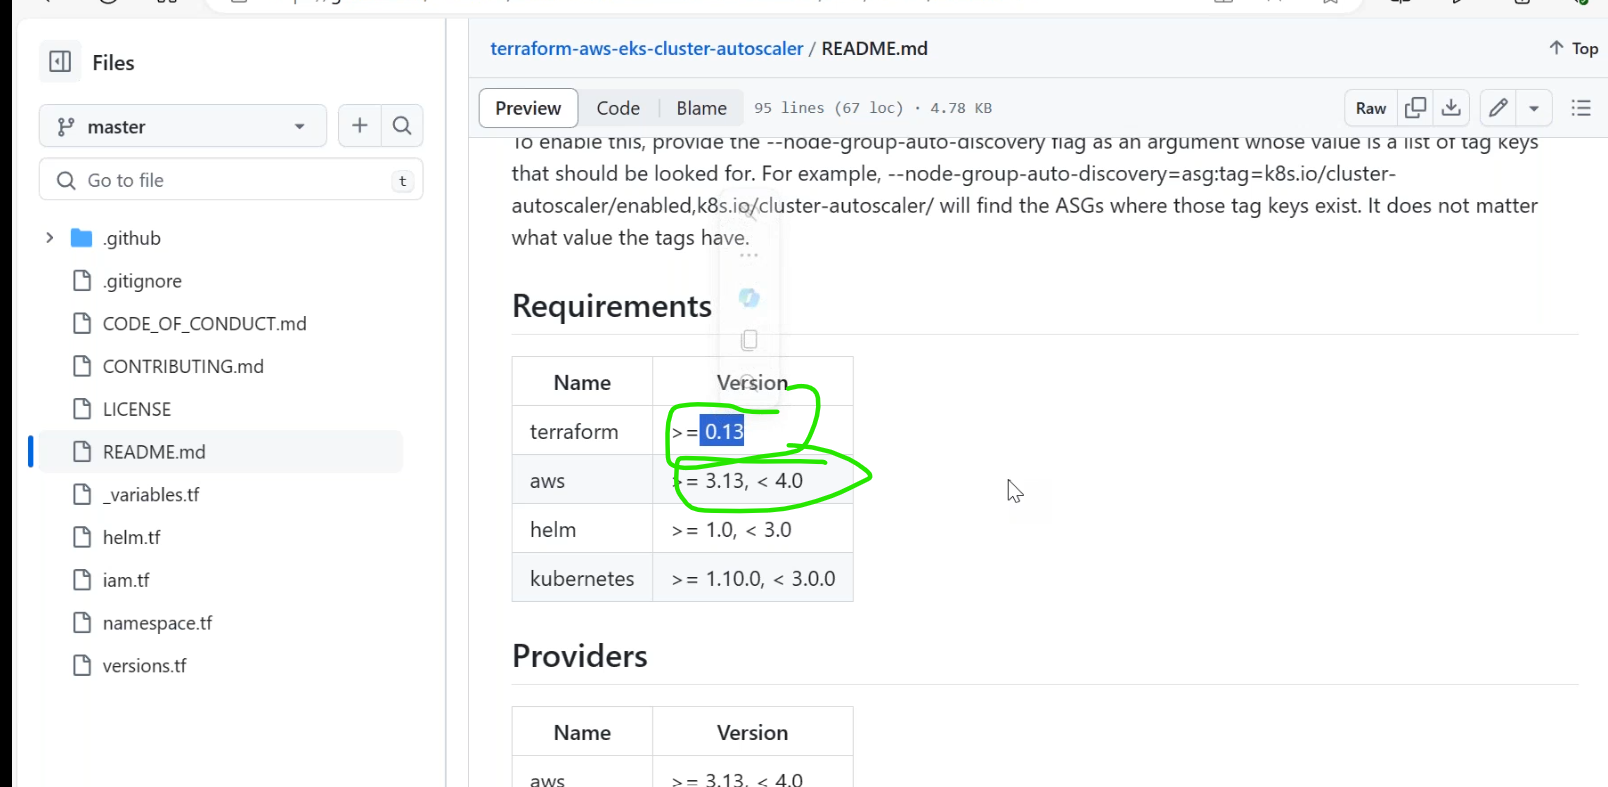 Files
master
Go to file
t
.github
.gitignore
CODE_OF_CONDUCT.md
CONTRIBUTING.md
LICENSE
README.md
_variables.tf
helm.tf
iam.tf
namespace.tf
versions.tf
terraform-aws-eks-cluster-autoscaler / README.md
Top
Preview
Code
Blame
95 lines (67 loc) · 4.78 KB
Raw
To enable this, provide the --node-group-auto-discovery flag as an argument whose value is a list of tag keys
that should be looked for. For example, --node-group-auto-discovery=asg:tag=k8s.io/cluster-
autoscaler/enabled,k8s.io/cluster-autoscaler/ will find the ASGs where those tag keys exist. It does not matter
what value the tags have.
Requirements
Name Version
terraform >= 0.13
aws >= 3.13, < 4.0
helm >= 1.0, < 3.0
kubernetes >= 1.10.0, < 3.0.0
Providers
Name Version
aws >= 3.13, < 4.0